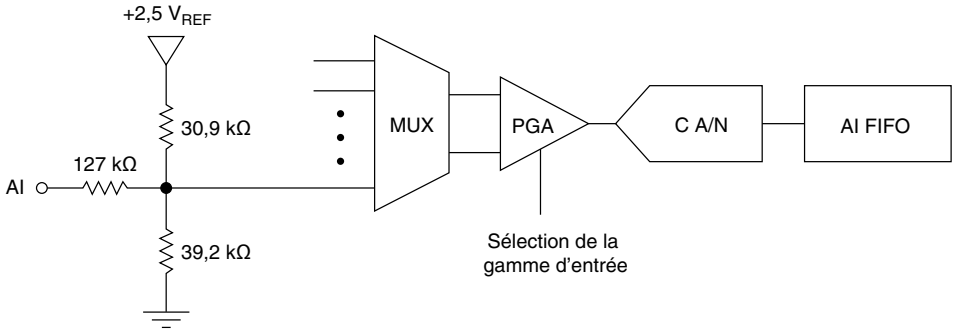 +2,5 V_REF
30,9 kΩ
127 kΩ
AI
39,2 kΩ
MUX
PGA
C A/N
AI FIFO
Sélection de la
gamme d'entrée